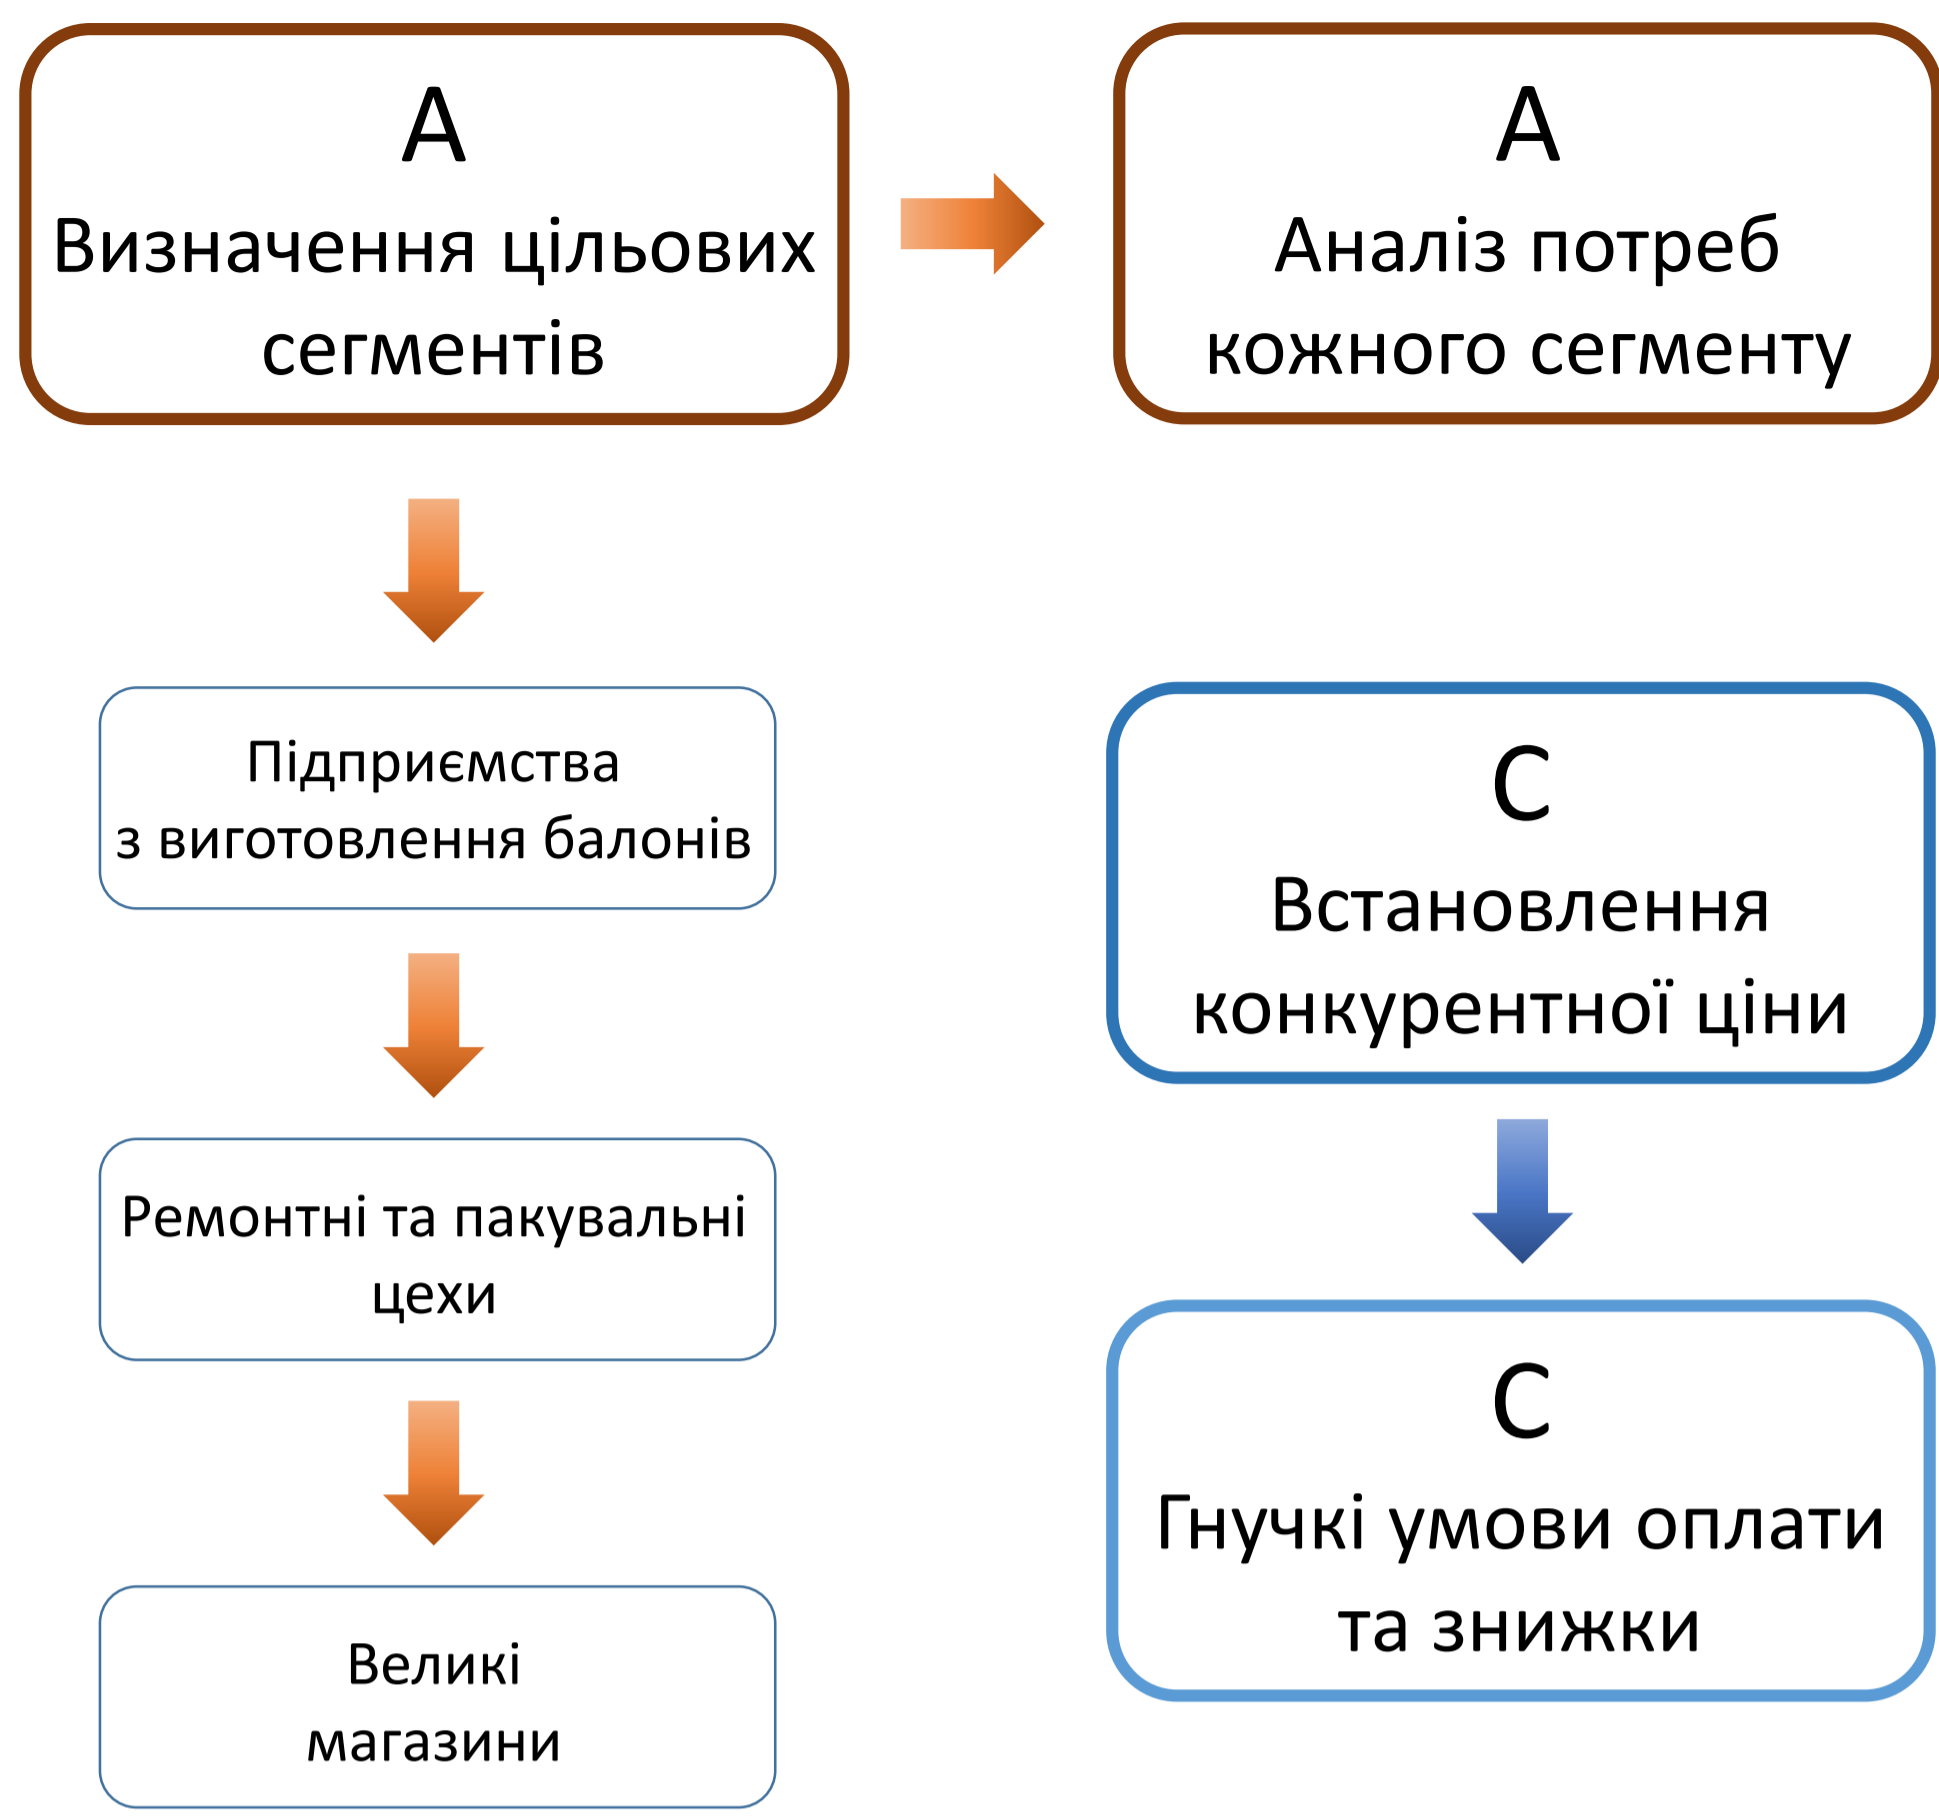 А
Визначення цільових
сегментів
А
Аналіз потреб
кожного сегменту
Підприємства
з виготовлення балонів
Ремонтні та пакувальні
цехи
Великі
магазини
С
Встановлення
конкурентної ціни
С
Гнучкі умови оплати
та знижки